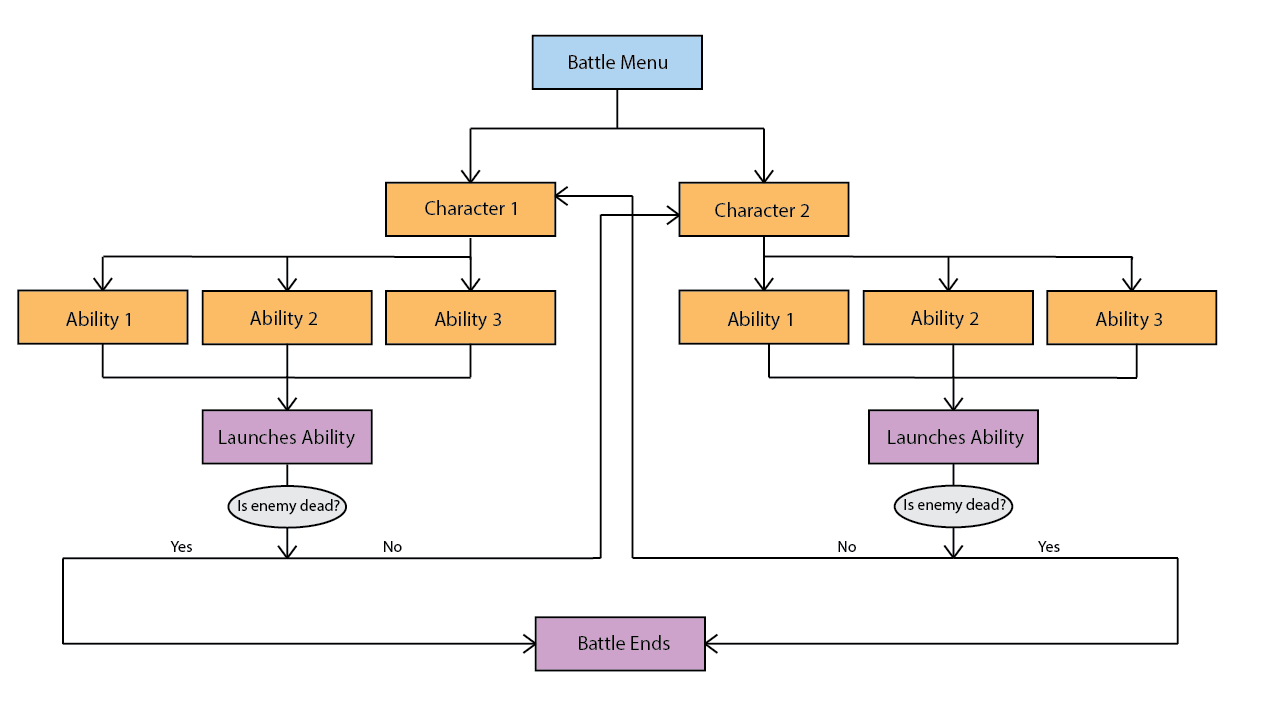 Battle Menu
Character 1
Character 2
Ability 1
Ability 2
Ability 3
Ability 1
Ability 2
Ability 3
Launches Ability
Launches Ability
Is enemy dead?
Is enemy dead?
Yes
No
No
Yes
Battle Ends